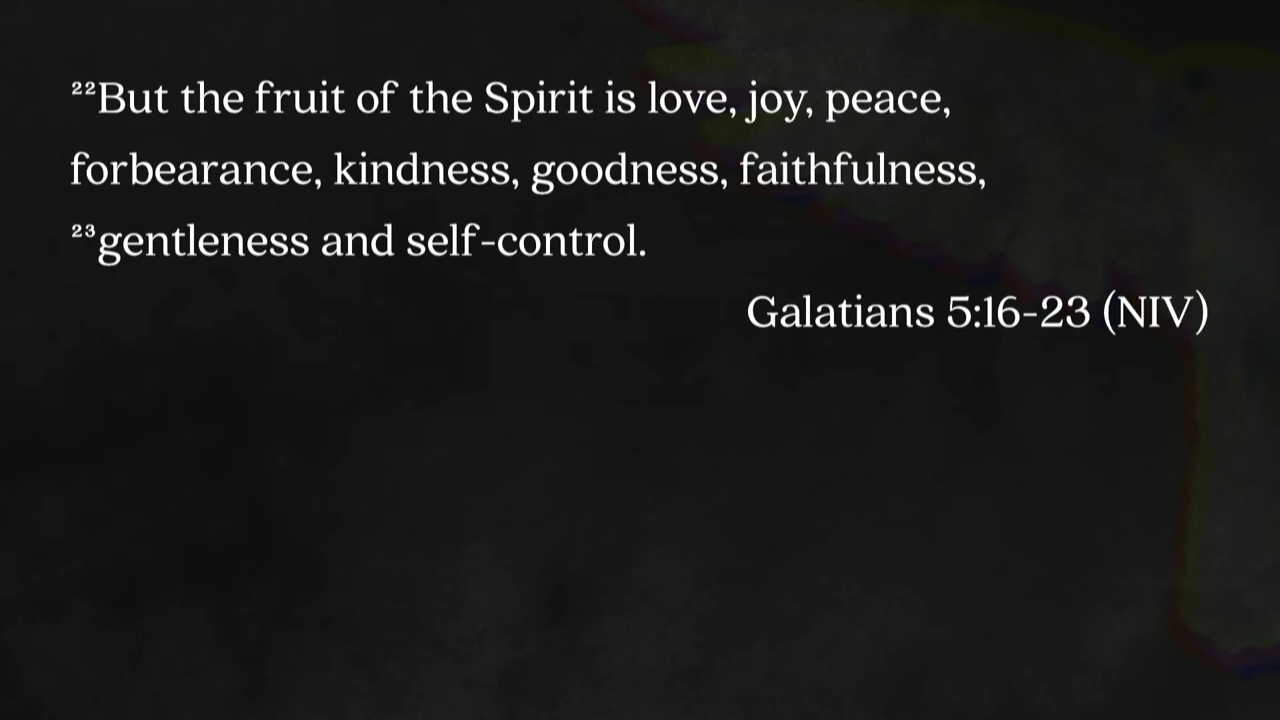 ²²But the fruit of the Spirit is love, joy, peace,
forbearance, kindness, goodness, faithfulness,
²³gentleness and self-control.
Galatians 5:16-23 (NIV)